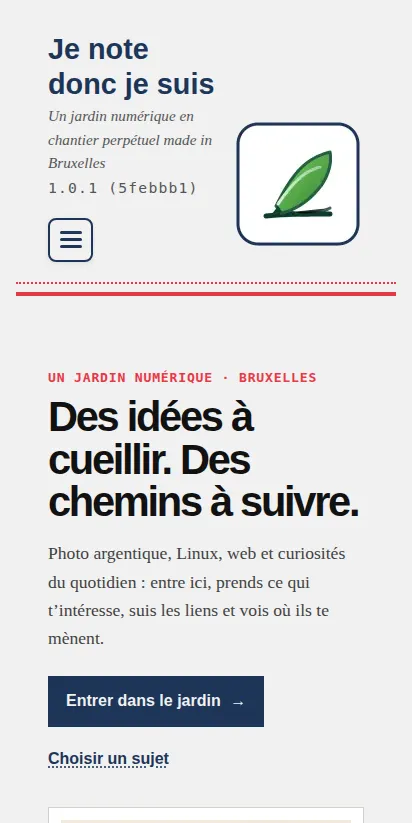 Je note
donc je suis
Un jardin numérique en
chantier perpétuel made in
Bruxelles
1.0.1 (5febbb1)
UN JARDIN NUMÉRIQUE · BRUXELLES
Des idées à
cueillir. Des
chemins à suivre.
Photo argentique, Linux, web et curiosités
du quotidien : entre ici, prends ce qui
t’intéresse, suis les liens et vois où ils te
mènent.
Entrer dans le jardin →
Choisir un sujet